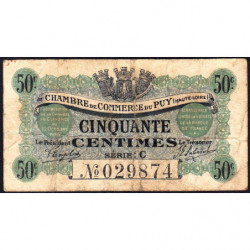 50c 50c
CHAMBRE DE COMMERCE DU PUY (HAUTE-LOIRE)
CINQUANTE
CENTIMES
Le Président Le Trésorier
SÉRIE: C
50c No 029874 50c